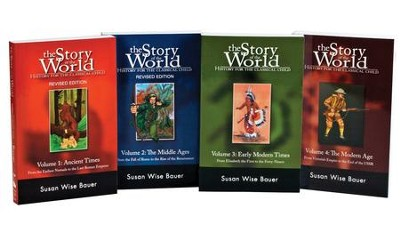 the Story
of the World
HISTORY FOR THE CLASSICAL CHILD
REVISED EDITION
Volume 1: Ancient Times
From the Earliest Nomads to the Last Roman Emperor
Susan Wise Bauer
the Story
of the World
HISTORY FOR THE CLASSICAL CHILD
REVISED EDITION
Volume 2: The Middle Ages
From the Fall of Rome to the Rise of the Renaissance
Susan Wise Bauer
the Story
of the World
HISTORY FOR THE CLASSICAL CHILD
Volume 3: Early Modern Times
From Elizabeth the First to the Forty-Niners
Susan Wise Bauer
the Story
of the World
HISTORY FOR THE CLASSICAL CHILD
Volume 4: The Modern Age
From Victoria's Empire to the End of the USSR
Susan Wise Bauer